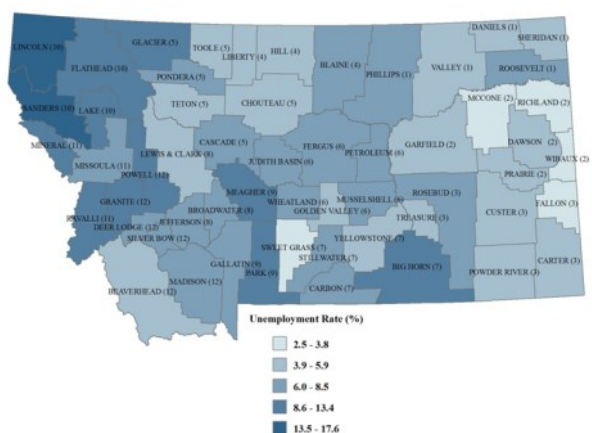 DANIELS (1)
SHERIDAN (1)
LINCOLN (10)
GLACIER (5)
TOOLE (5)
LIBERTY (4)
HILL (4)
BLAINE (4)
PHILLIPS (1)
VALLEY (1)
ROOSEVELT (1)
FLATHEAD (10)
PONDERA (5)
MCCONE (2)
RICHLAND (2)
SANDERS (10)
LAKE (10)
TETON (5)
CHOUTEAU (5)
MINERAL (11)
MISSOULA (11)
POWELL (12)
LEWIS & CLARK (8)
CASCADE (5)
JUDITH BASIN (6)
FERGUS (6)
PETROLEUM (6)
GARFIELD (2)
DAWSON (2)
WIBAUX (2)
PRAIRIE (2)
GRANITE (12)
MEAGHER (9)
WHEATLAND (6)
GOLDEN VALLEY (6)
MUSSELSHELL (6)
ROSEBUD (3)
TREASURE (3)
CUSTER (3)
FALLON (3)
RAVALLI (11)
DEER LODGE (12)
JEFFERSON (8)
BROADWATER (8)
SILVER BOW (12)
GALLATIN (9)
PARK (9)
SWEET GRASS (7)
STILLWATER (7)
YELLOWSTONE (7)
BIG HORN (7)
POWDER RIVER (3)
CARTER (3)
BEAVERHEAD (12)
MADISON (12)
CARBON (7)
Unemployment Rate (%)
2.5 - 3.8
3.9 - 5.9
6.0 - 8.5
8.6 - 13.4
13.5 - 17.6